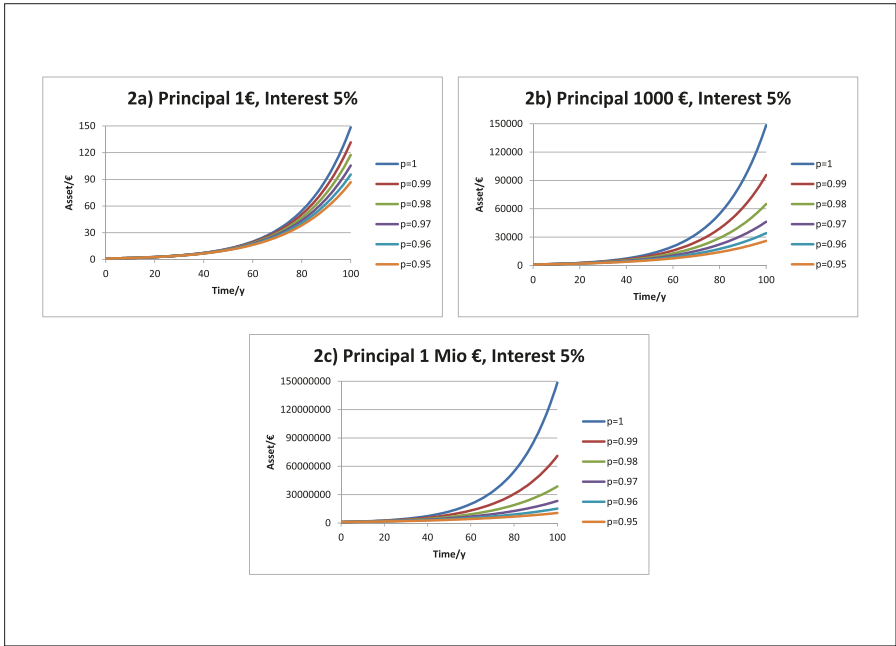 2a) Principal 1€, Interest 5%
150
120
90
60
30
0
Asset/€
0 20 40 60 80 100
Time/y
p=1
p=0.99
p=0.98
p=0.97
p=0.96
p=0.95
2b) Principal 1000 €, Interest 5%
150000
120000
90000
60000
30000
0
Asset/€
0 20 40 60 80 100
Time/y
p=1
p=0.99
p=0.98
p=0.97
p=0.96
p=0.95
2c) Principal 1 Mio €, Interest 5%
150000000
120000000
90000000
60000000
30000000
0
Asset/€
0 20 40 60 80 100
Time/y
p=1
p=0.99
p=0.98
p=0.97
p=0.96
p=0.95